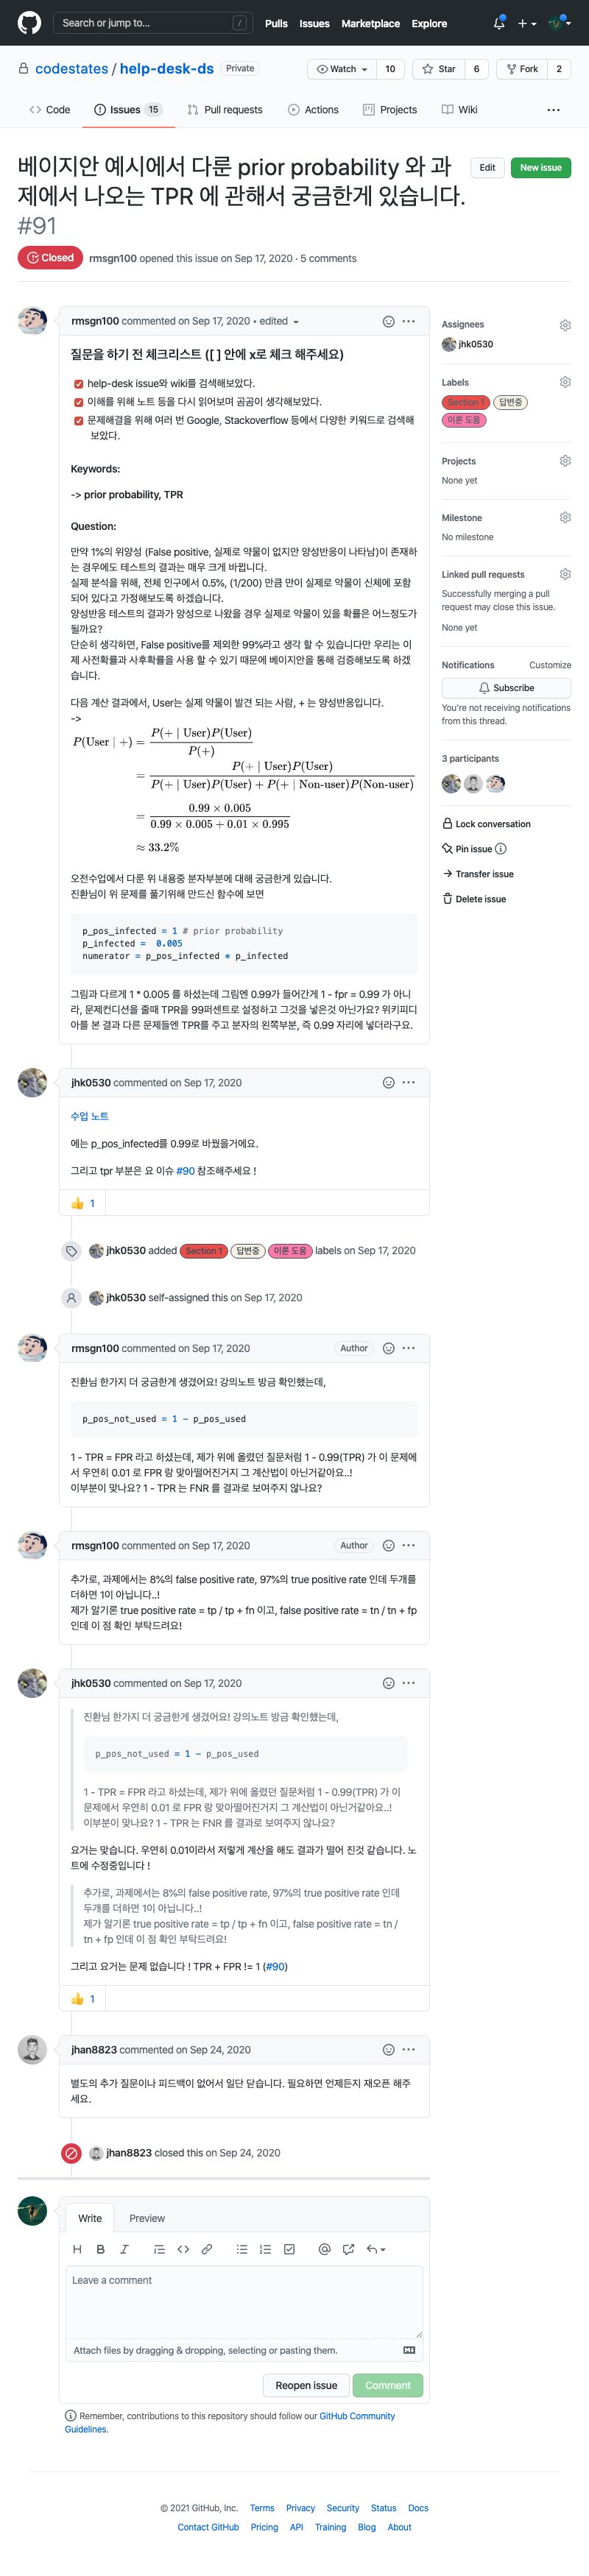 Search or jump to...
/
Pulls Issues Marketplace Explore
codestates / help-desk-ds Private
Watch 10 Star 6 Fork 2
Code Issues 15 Pull requests Actions Projects Wiki
베이지안 예시에서 다룬 prior probability 와 과
제에서 나오는 TPR 에 관해서 궁금한게 있습니다.
#91
Edit New issue
Closed rmsgn100 opened this issue on Sep 17, 2020 · 5 comments
rmsgn100 commented on Sep 17, 2020 • edited
질문을 하기 전 체크리스트 ([ ] 안에 x로 체크 해주세요)
help-desk issue와 wiki를 검색해보았다.
이해를 위해 노트 등을 다시 읽어보며 곰곰이 생각해보았다.
문제해결을 위해 여러 번 Google, Stackoverflow 등에서 다양한 키워드로 검색해
보았다.
Keywords:
-> prior probability, TPR
Question:
만약 1%의 위양성 (False positive, 실제로 약물이 없지만 양성반응이 나타남)이 존재하
는 경우에도 테스트의 결과는 매우 크게 바뀝니다.
실제 분석을 위해, 전체 인구에서 0.5%, (1/200) 만큼 만이 실제로 약물이 신체에 포함
되어 있다고 가정해보도록 하겠습니다.
양성반응 테스트의 결과가 양성으로 나왔을 경우 실제로 약물이 있을 확률은 어느정도가
될까요?
단순히 생각하면, False positive를 제외한 99%라고 생각 할 수 있습니다만 우리는 이
제 사전확률과 사후확률을 사용 할 수 있기 때문에 베이지안을 통해 검증해보도록 하겠
습니다.
다음 계산 결과에서, User는 실제 약물이 발견 되는 사람, + 는 양성반응입니다.
->
P(User | +) = P(+ | User)P(User) / P(+)
= P(+ | User)P(User) / P(+ | User)P(User) + P(+ | Non-user)P(Non-user)
= 0.99 × 0.005 / 0.99 × 0.005 + 0.01 × 0.995
≈ 33.2%
오전수업에서 다룬 위 내용중 분자부분에 대해 궁금한게 있습니다.
진환님이 위 문제를 풀기위해 만드신 함수에 보면
p_pos_infected = 1 # prior probability
p_infected = 0.005
numerator = p_pos_infected * p_infected
그림과 다르게 1 * 0.005 를 하셨는데 그림엔 0.99가 들어간게 1 - fpr = 0.99 가 아니
라, 문제컨디션을 줄때 TPR을 99퍼센트로 설정하고 그것을 넣은것 아닌가요? 위키피디
아를 본 결과 다른 문제들엔 TPR를 주고 분자의 왼쪽부분, 즉 0.99 자리에 넣더라구요.
jhk0530 commented on Sep 17, 2020
수업 노트
에는 p_pos_infected를 0.99로 바꿨을거에요.
그리고 tpr 부분은 요 이슈 #90 참조해주세요 !
👍 1
jhk0530 added Section 1 답변중 이론 도움 labels on Sep 17, 2020
jhk0530 self-assigned this on Sep 17, 2020
rmsgn100 commented on Sep 17, 2020 Author
진환님 한가지 더 궁금한게 생겼어요! 강의노트 방금 확인했는데,
p_pos_not_used = 1 - p_pos_used
1 - TPR = FPR 라고 하셨는데, 제가 위에 올렸던 질문처럼 1 - 0.99(TPR) 가 이 문제에
서 우연히 0.01 로 FPR 랑 맞아떨어진거지 그 계산법이 아닌거같아요..!
이부분이 맞나요? 1 - TPR 는 FNR 를 결과로 보여주지 않나요?
rmsgn100 commented on Sep 17, 2020 Author
추가로, 과제에서는 8%의 false positive rate, 97%의 true positive rate 인데 두개를
더하면 1이 아닙니다..!
제가 알기론 true positive rate = tp / tp + fn 이고, false positive rate = tn / tn + fp
인데 이 점 확인 부탁드려요!
jhk0530 commented on Sep 17, 2020
진환님 한가지 더 궁금한게 생겼어요! 강의노트 방금 확인했는데,
p_pos_not_used = 1 - p_pos_used
1 - TPR = FPR 라고 하셨는데, 제가 위에 올렸던 질문처럼 1 - 0.99(TPR) 가 이
문제에서 우연히 0.01 로 FPR 랑 맞아떨어진거지 그 계산법이 아닌거같아요..!
이부분이 맞나요? 1 - TPR 는 FNR 를 결과로 보여주지 않나요?
요거는 맞습니다. 우연히 0.01이라서 저렇게 계산을 해도 결과가 떨어 진것 같습니다. 노
트에 수정중입니다 !
추가로, 과제에서는 8%의 false positive rate, 97%의 true positive rate 인데
두개를 더하면 1이 아닙니다..!
제가 알기론 true positive rate = tp / tp + fn 이고, false positive rate = tn /
tn + fp 인데 이 점 확인 부탁드려요!
그리고 요거는 문제 없습니다 ! TPR + FPR != 1 (#90)
👍 1
jhan8823 commented on Sep 24, 2020
별도의 추가 질문이나 피드백이 없어서 일단 닫습니다. 필요하면 언제든지 재오픈 해주
세요.
jhan8823 closed this on Sep 24, 2020
Write Preview
Leave a comment
Attach files by dragging & dropping, selecting or pasting them.
Reopen issue Comment
Remember, contributions to this repository should follow our GitHub Community
Guidelines.
Assignees
jhk0530
Labels
Section 1 답변중
이론 도움
Projects
None yet
Milestone
No milestone
Linked pull requests
Successfully merging a pull
request may close this issue.
None yet
Notifications Customize
Subscribe
You're not receiving notifications
from this thread.
3 participants
Lock conversation
Pin issue
Transfer issue
Delete issue
© 2021 GitHub, Inc. Terms Privacy Security Status Docs
Contact GitHub Pricing API Training Blog About